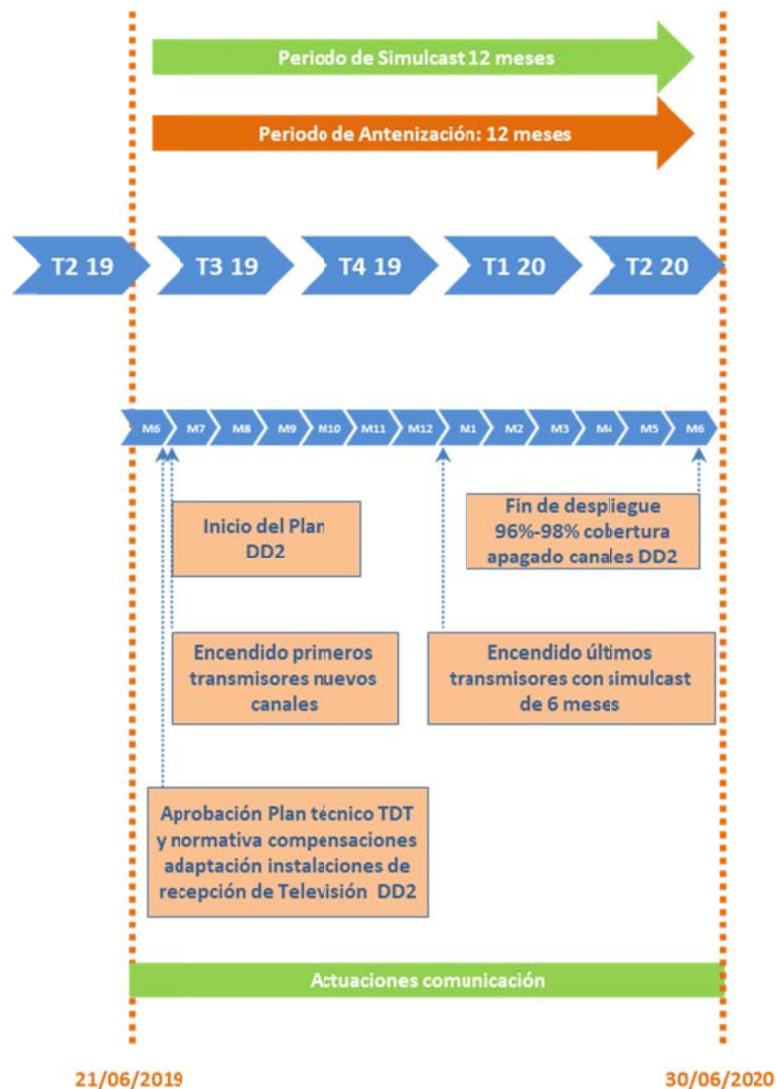 Periodo de Simulcast 12 meses
Periodo de Antenización: 12 meses
T2 19
T3 19
T4 19
T1 20
T2 20
M6
M7
M8
M9
M10
M11
M12
M1
M2
M3
M4
M5
M6
Inicio del Plan
DD2
Fin de despliegue
96%-98% cobertura
apagado canales DD2
Encendido primeros
transmisores nuevos
canales
Encendido últimos
transmisores con simulcast
de 6 meses
Aprobación Plan técnico TDT
y normativa compensaciones
adaptación instalaciones de
recepción de Televisión DD2
Actuaciones comunicación
21/06/2019
30/06/2020